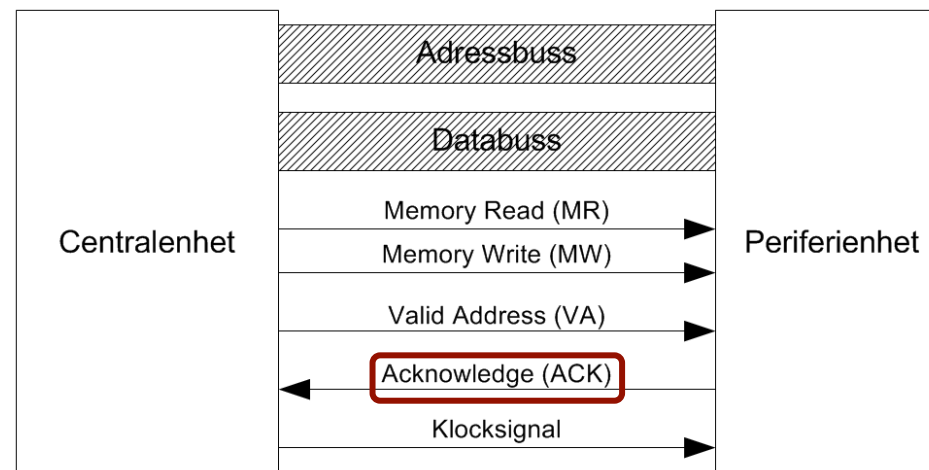 Adressbuss
Databuss
Memory Read (MR)
Centralenhet
Periferienhet
Memory Write (MW)
Valid Address (VA)
Acknowledge (ACK)
Klocksignal